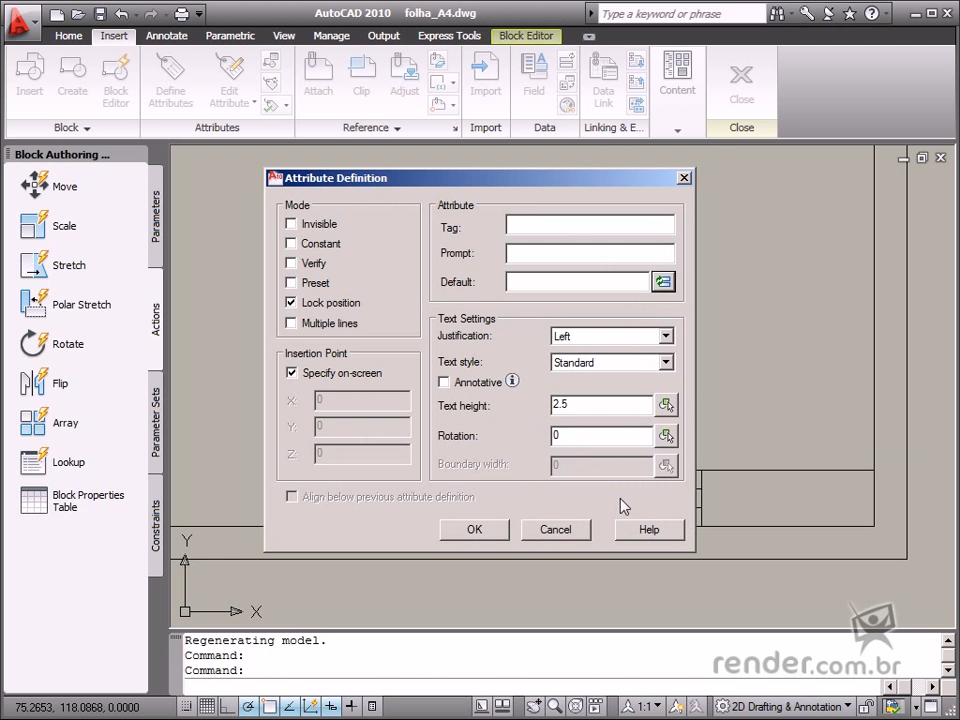 AutoCAD 2010 folha_A4.dwg
Type a keyword or phrase
Home Insert Annotate Parametric View Manage Output Express Tools Block Editor
Insert Create Block Editor Define Attributes Edit Attribute Attach Clip Adjust Import Field Data Link Content Close
Block Attributes Reference Import Data Linking & E... Close
Block Authoring ...
Move
Scale
Stretch
Polar Stretch
Rotate
Flip
Array
Lookup
Block Properties
Table
Parameters
Actions
Parameter Sets
Constraints
Attribute Definition
Mode
Invisible
Constant
Verify
Preset
Lock position
Multiple lines
Insertion Point
Specify on-screen
X: 0
Y: 0
Z: 0
Align below previous attribute definition
Attribute
Tag:
Prompt:
Default:
Text Settings
Justification: Left
Text style: Standard
Annotative
Text height: 2.5
Rotation: 0
Boundary width: 0
OK Cancel Help
Y
X
Regenerating model.
Command:
Command:
render.com.br
75.2653, 118.0868, 0.0000 1:1 2D Drafting & Annotation